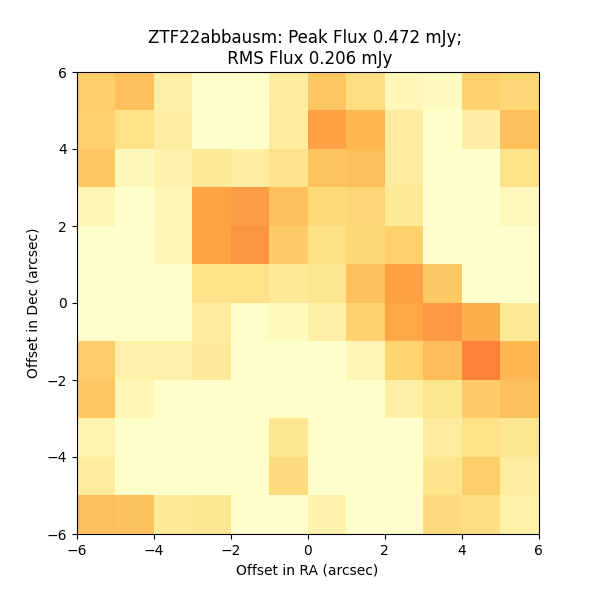 ZTF22abbausm: Peak Flux 0.472 mJy;
RMS Flux 0.206 mJy
6
4
2
0
−2
−4
−6
Offset in Dec (arcsec)
−6 −4 −2 0 2 4 6
Offset in RA (arcsec)